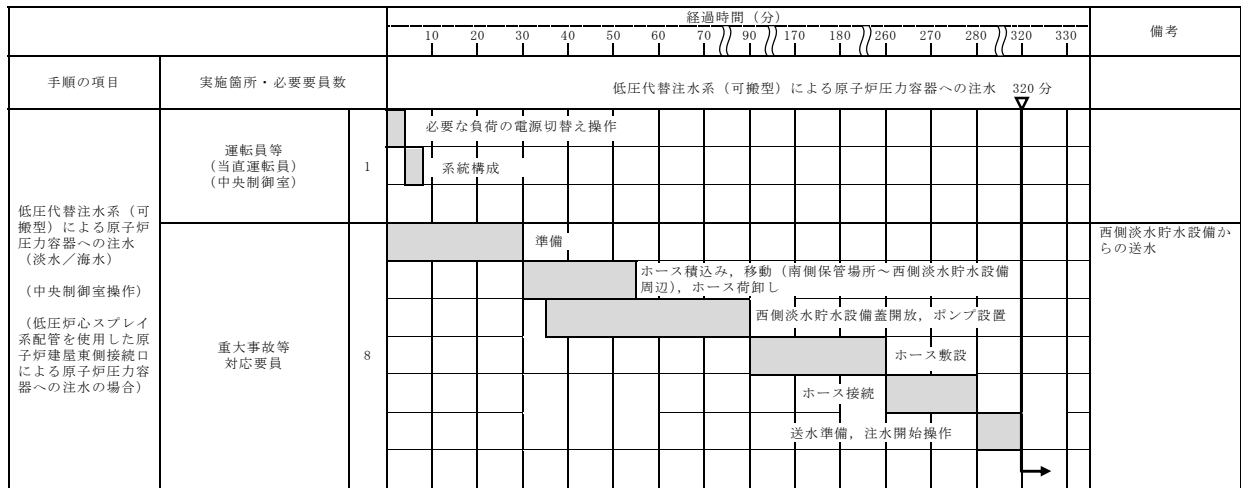 経過時間（分）
備考
10 20 30 40 50 60 70 90 170 180 260 270 280 320 330
手順の項目
実施箇所・必要要員数
低圧代替注水系（可搬型）による原子炉圧力容器への注水 320 分
低圧代替注水系（可
搬型）による原子炉
圧力容器への注水
（淡水／海水）
（中央制御室操作）
（低圧炉心スプレイ
系配管を使用した原
子炉建屋東側接続口
による原子炉圧力容
器への注水の場合）
運転員等
（当直運転員）
（中央制御室）
1
必要な負荷の電源切替え操作
系統構成
重大事故等
対応要員
8
準備
ホース積込み，移動（南側保管場所～西側淡水貯水設備
周辺），ホース荷卸し
西側淡水貯水設備蓋開放，ポンプ設置
ホース敷設
ホース接続
送水準備，注水開始操作
西側淡水貯水設備か
らの送水